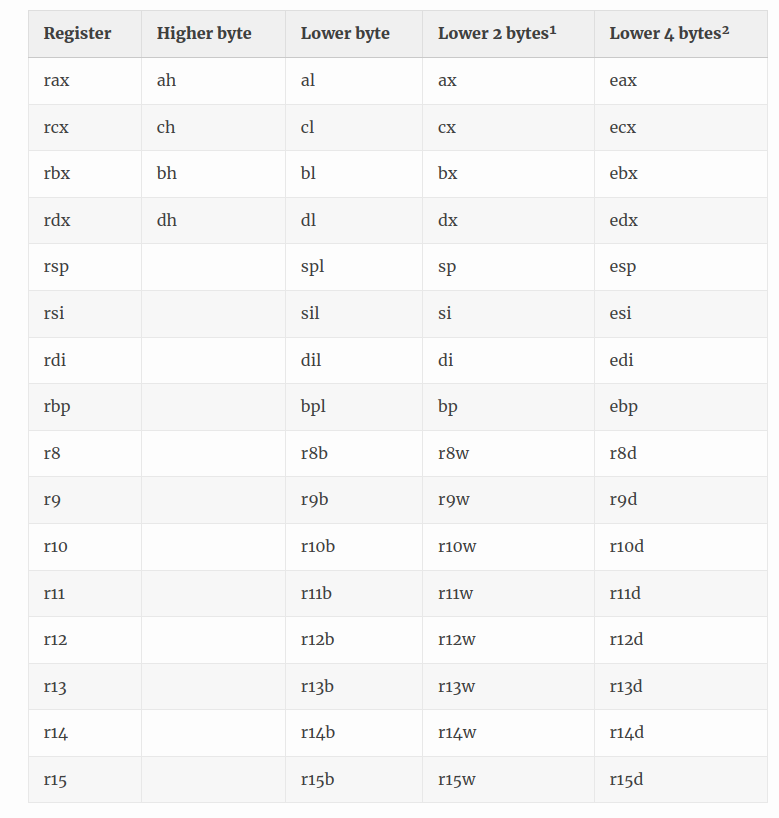 Register Higher byte Lower byte Lower 2 bytes¹ Lower 4 bytes²
rax ah al ax eax
rcx ch cl cx ecx
rbx bh bl bx ebx
rdx dh dl dx edx
rsp spl sp esp
rsi sil si esi
rdi dil di edi
rbp bpl bp ebp
r8 r8b r8w r8d
r9 r9b r9w r9d
r10 r10b r10w r10d
r11 r11b r11w r11d
r12 r12b r12w r12d
r13 r13b r13w r13d
r14 r14b r14w r14d
r15 r15b r15w r15d